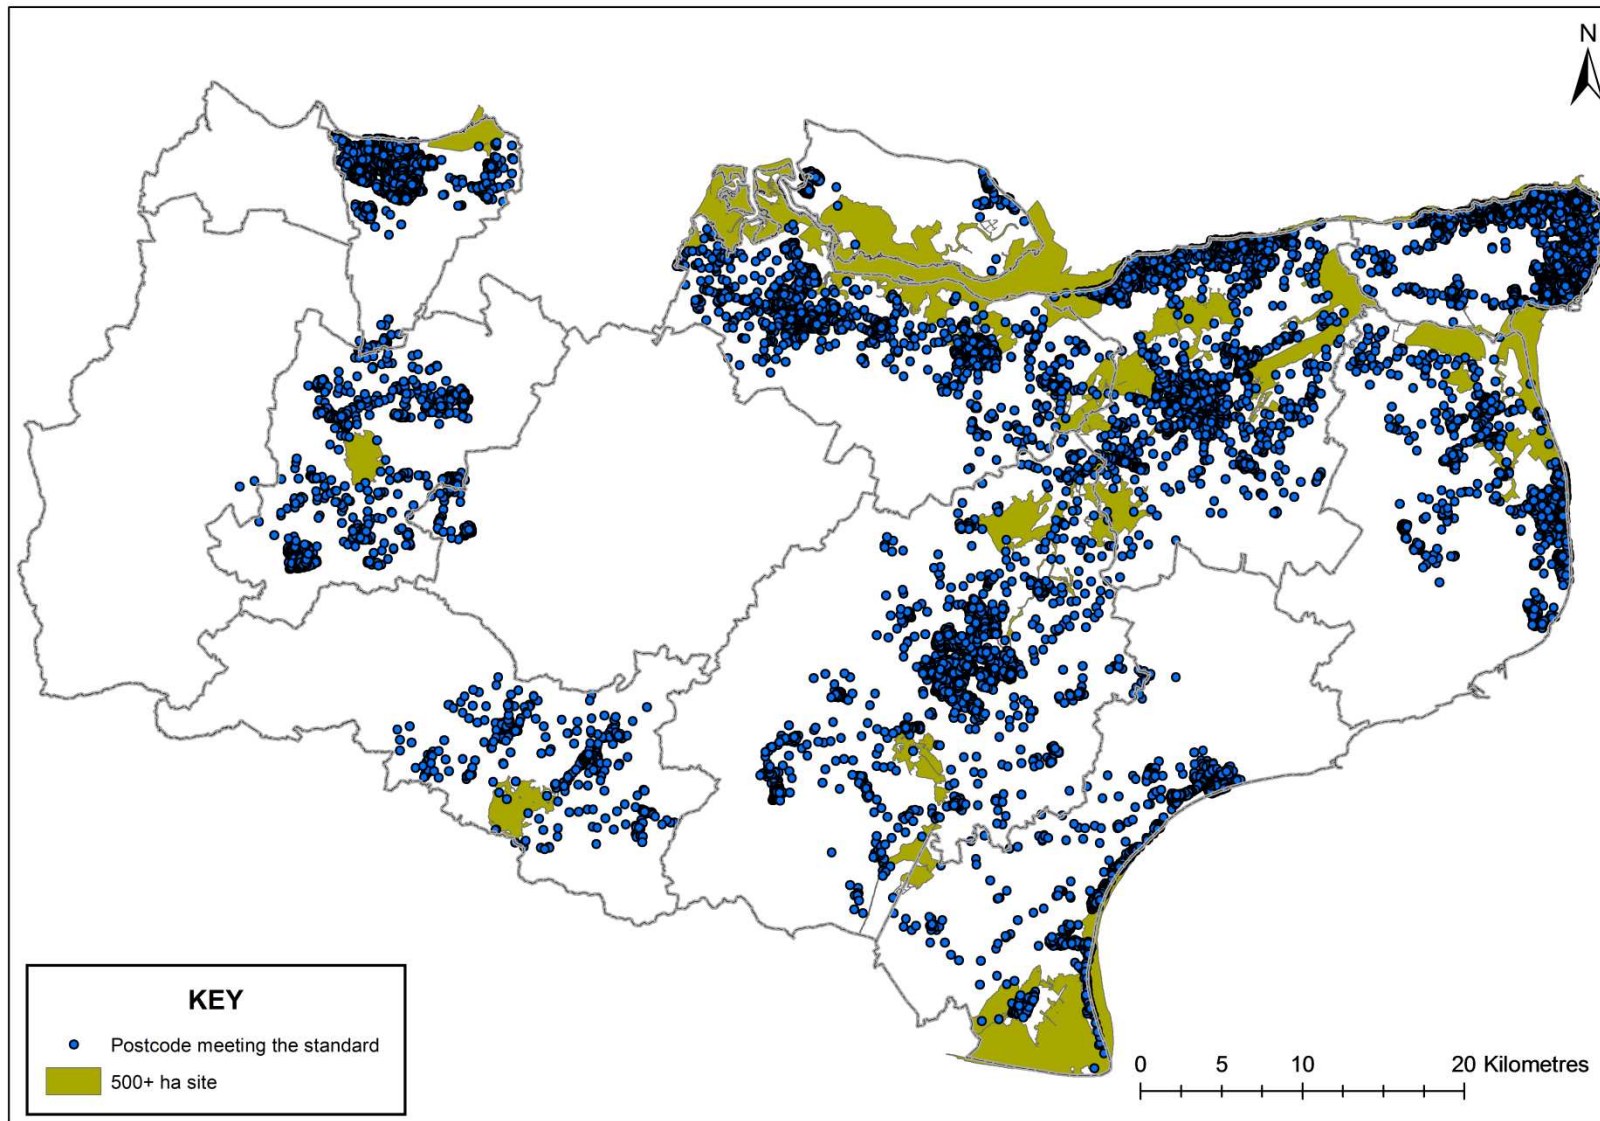 N
KEY
Postcode meeting the standard
500+ ha site
0 5 10 20 Kilometres